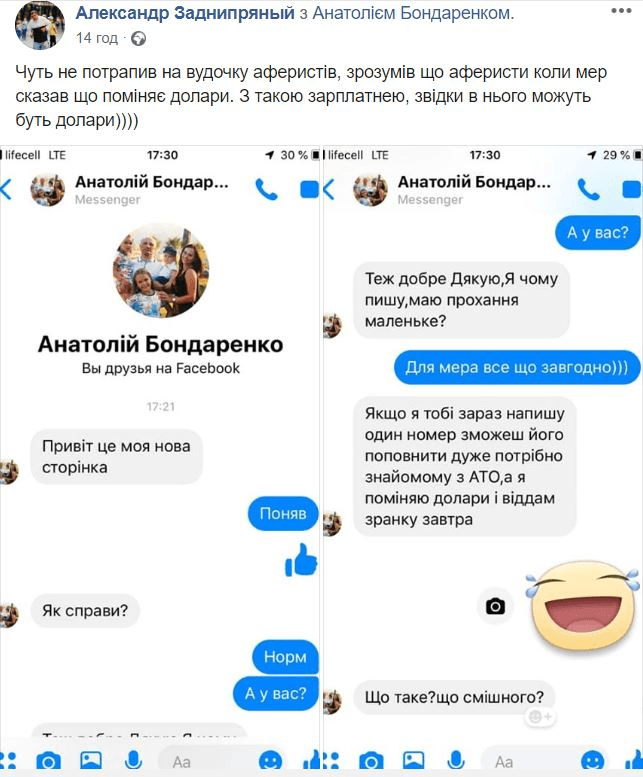 Александр Заднипряный з Анатолієм Бондаренком.
14 год ·
Чуть не потрапив на вудочку аферистів, зрозумів що аферисти коли мер
сказав що поміняє долари. З такою зарплатнею, звідки в нього можуть
буть долари))))
lifecell LTE 17:30 30 %
Анатолій Бондар...
Messenger
Анатолій Бондаренко
Вы друзья на Facebook
17:21
Привіт це моя нова
сторінка
Поняв
Як справи?
Норм
А у вас?
Aa
lifecell LTE 17:30 29 %
Анатолій Бондар...
Messenger
А у вас?
Теж добре Дякую,Я чому
пишу,маю прохання
маленьке?
Для мера все що завгодно)))
Якщо я тобі зараз напишу
один номер зможеш його
поповнити дуже потрібно
знайомому з АТО,а я
поміняю долари і віддам
зранку завтра
Що таке?що смішного?
Aa